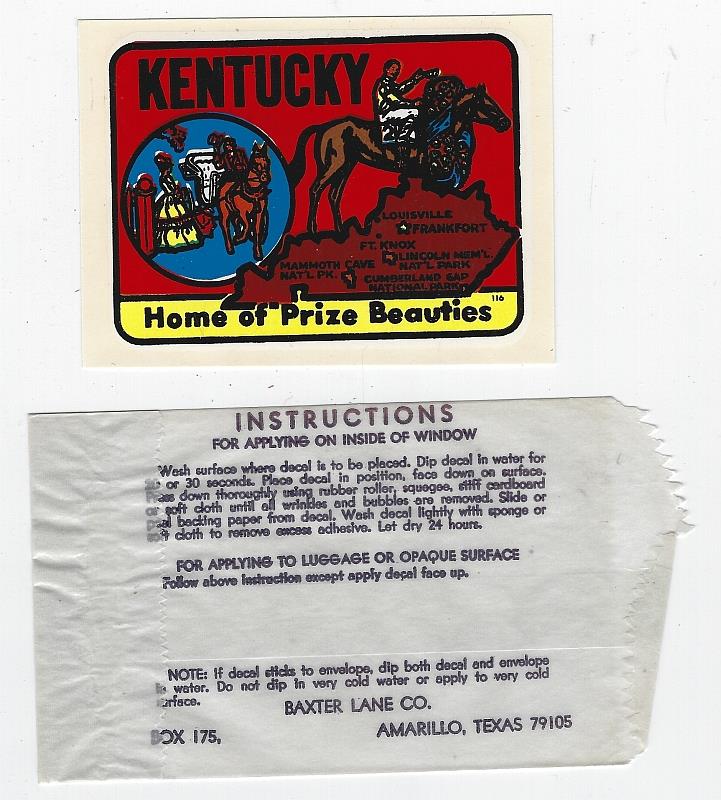 KENTUCKY
LOUISVILLE
FRANKFORT
FT. KNOX
LINCOLN MEM'L.
NAT'L PARK
MAMMOTH CAVE
NAT'L PK.
CUMBERLAND GAP
NATIONAL PARK
116
Home of Prize Beauties
INSTRUCTIONS
FOR APPLYING ON INSIDE OF WINDOW
Wash surface where decal is to be placed. Dip decal in water for
or 30 seconds. Place decal in position, face down on surface.
down thoroughly using rubber roller, squegee, stiff cardboard
soft cloth until all wrinkles and bubbles are removed. Slide or
backing paper from decal. Wash decal lightly with sponge or
cloth to remove excess adhesive. Let dry 24 hours.
FOR APPLYING TO LUGGAGE OR OPAQUE SURFACE
Follow above instruction except apply decal face up.
NOTE: If decal sticks to envelope, dip both decal and envelope
water. Do not dip in very cold water or apply to very cold
BAXTER LANE CO.
BOX 175, AMARILLO, TEXAS 79105